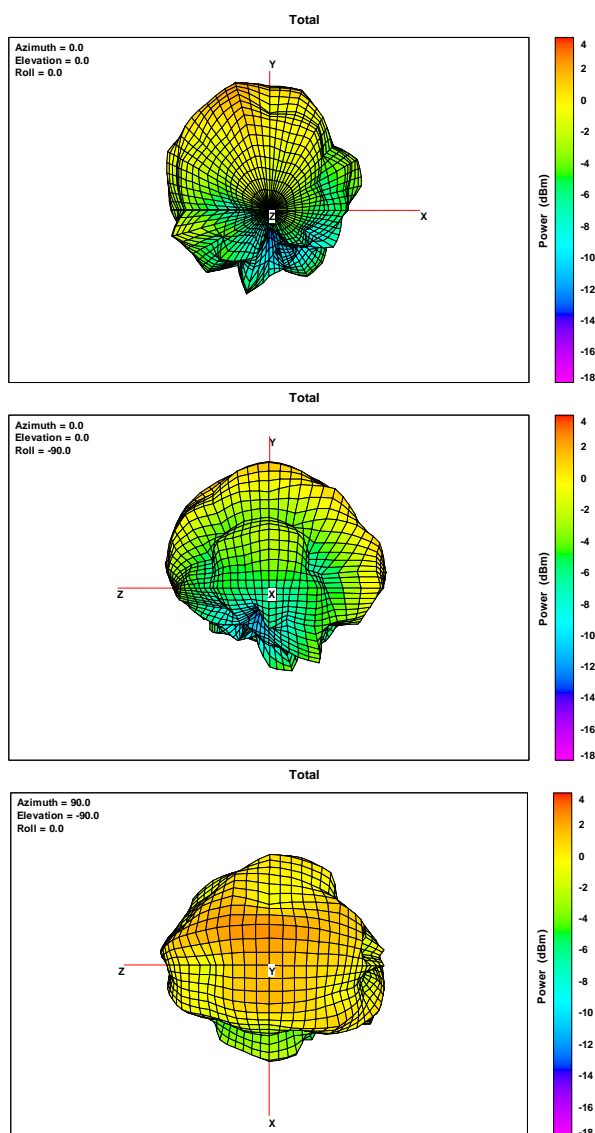 Total
Azimuth = 0.0
Elevation = 0.0
Roll = 0.0
Y
Z
X
4
2
0
-2
-4
-6
-8
-10
-12
-14
-16
-18
Power (dBm)
Total
Azimuth = 0.0
Elevation = 0.0
Roll = -90.0
Y
Z
X
4
2
0
-2
-4
-6
-8
-10
-12
-14
-16
-18
Power (dBm)
Total
Azimuth = 90.0
Elevation = -90.0
Roll = 0.0
Z
Y
X
4
2
0
-2
-4
-6
-8
-10
-12
-14
-16
-18
Power (dBm)